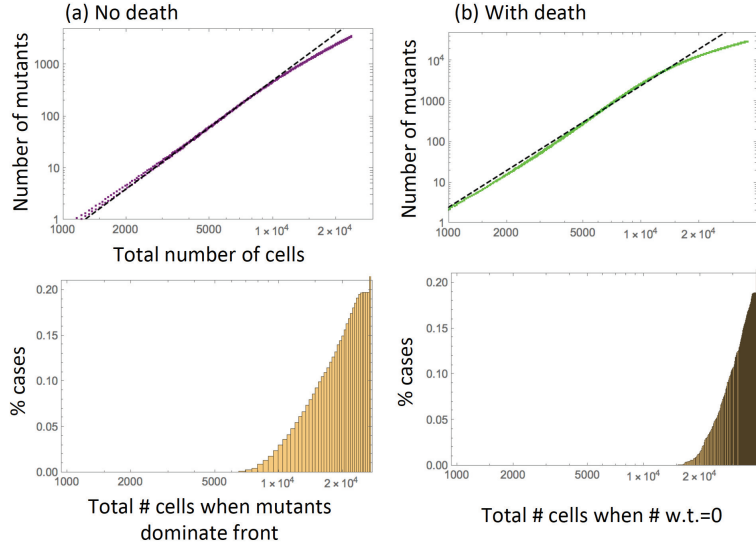 (a) No death
(b) With death
Number of mutants
1000
100
10
1
1000
2000
5000
1 × 10⁴
2 × 10⁴
Total number of cells
Number of mutants
10⁴
1000
100
10
1
1000
2000
5000
1 × 10⁴
2 × 10⁴
% cases
0.20
0.15
0.10
0.05
0.00
1000
2000
5000
1 × 10⁴
2 × 10⁴
Total # cells when mutants
dominate front
% cases
0.20
0.15
0.10
0.05
0.00
1000
2000
5000
1 × 10⁴
2 × 10⁴
Total # cells when # w.t.=0